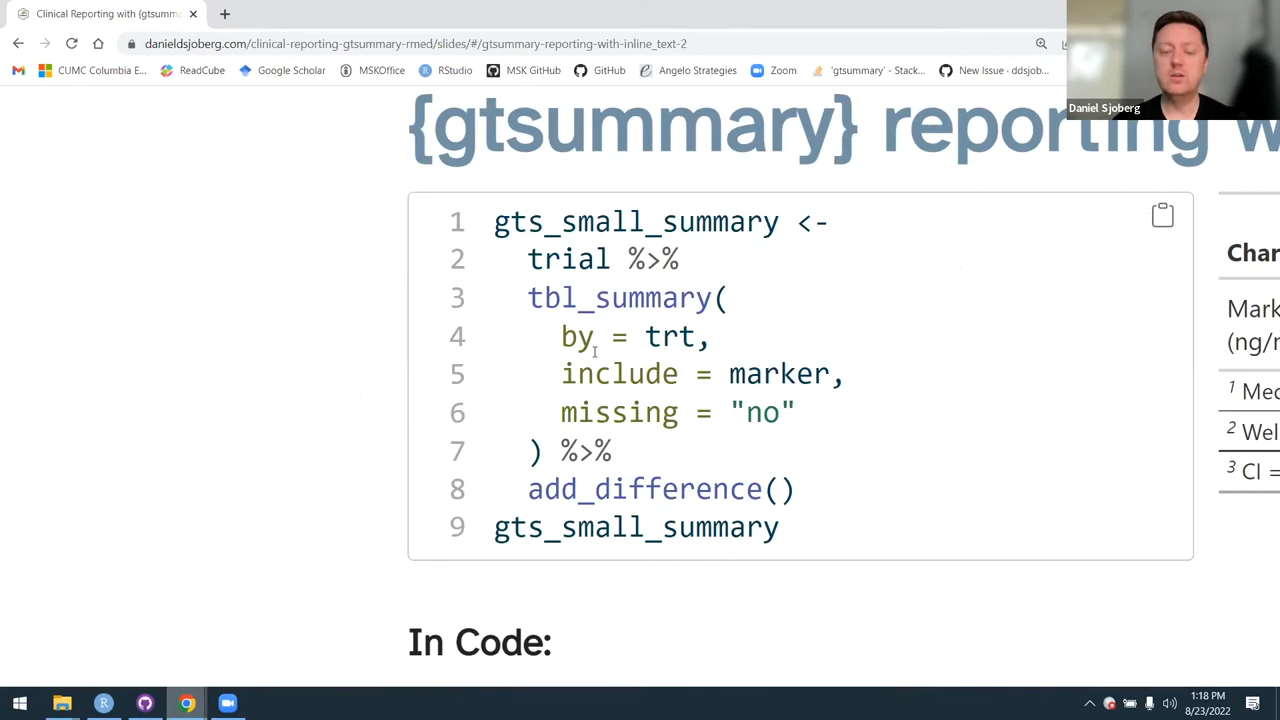 Clinical Reporting with {gtsumm
danieldsjoberg.com/clinical-reporting-gtsummary-rmed/slides/#/gtsummary-reporting-with-inline_text-2
CUMC Columbia E...
ReadCube
Google Scholar
MSKOffice
RStudio
MSK GitHub
GitHub
Angelo Strategies
Zoom
'gtsummary' - Stack...
New Issue · ddsjob...
Daniel Sjoberg
{gtsummary} reporting w
1 gts_small_summary <-
2 trial %>%
3 tbl_summary(
4 by = trt,
5 include = marker,
6 missing = "no"
7 ) %>%
8 add_difference()
9 gts_small_summary
Char
Mark
(ng/r
1 Med
2 Wel
3 CI =
In Code:
1:18 PM
8/23/2022